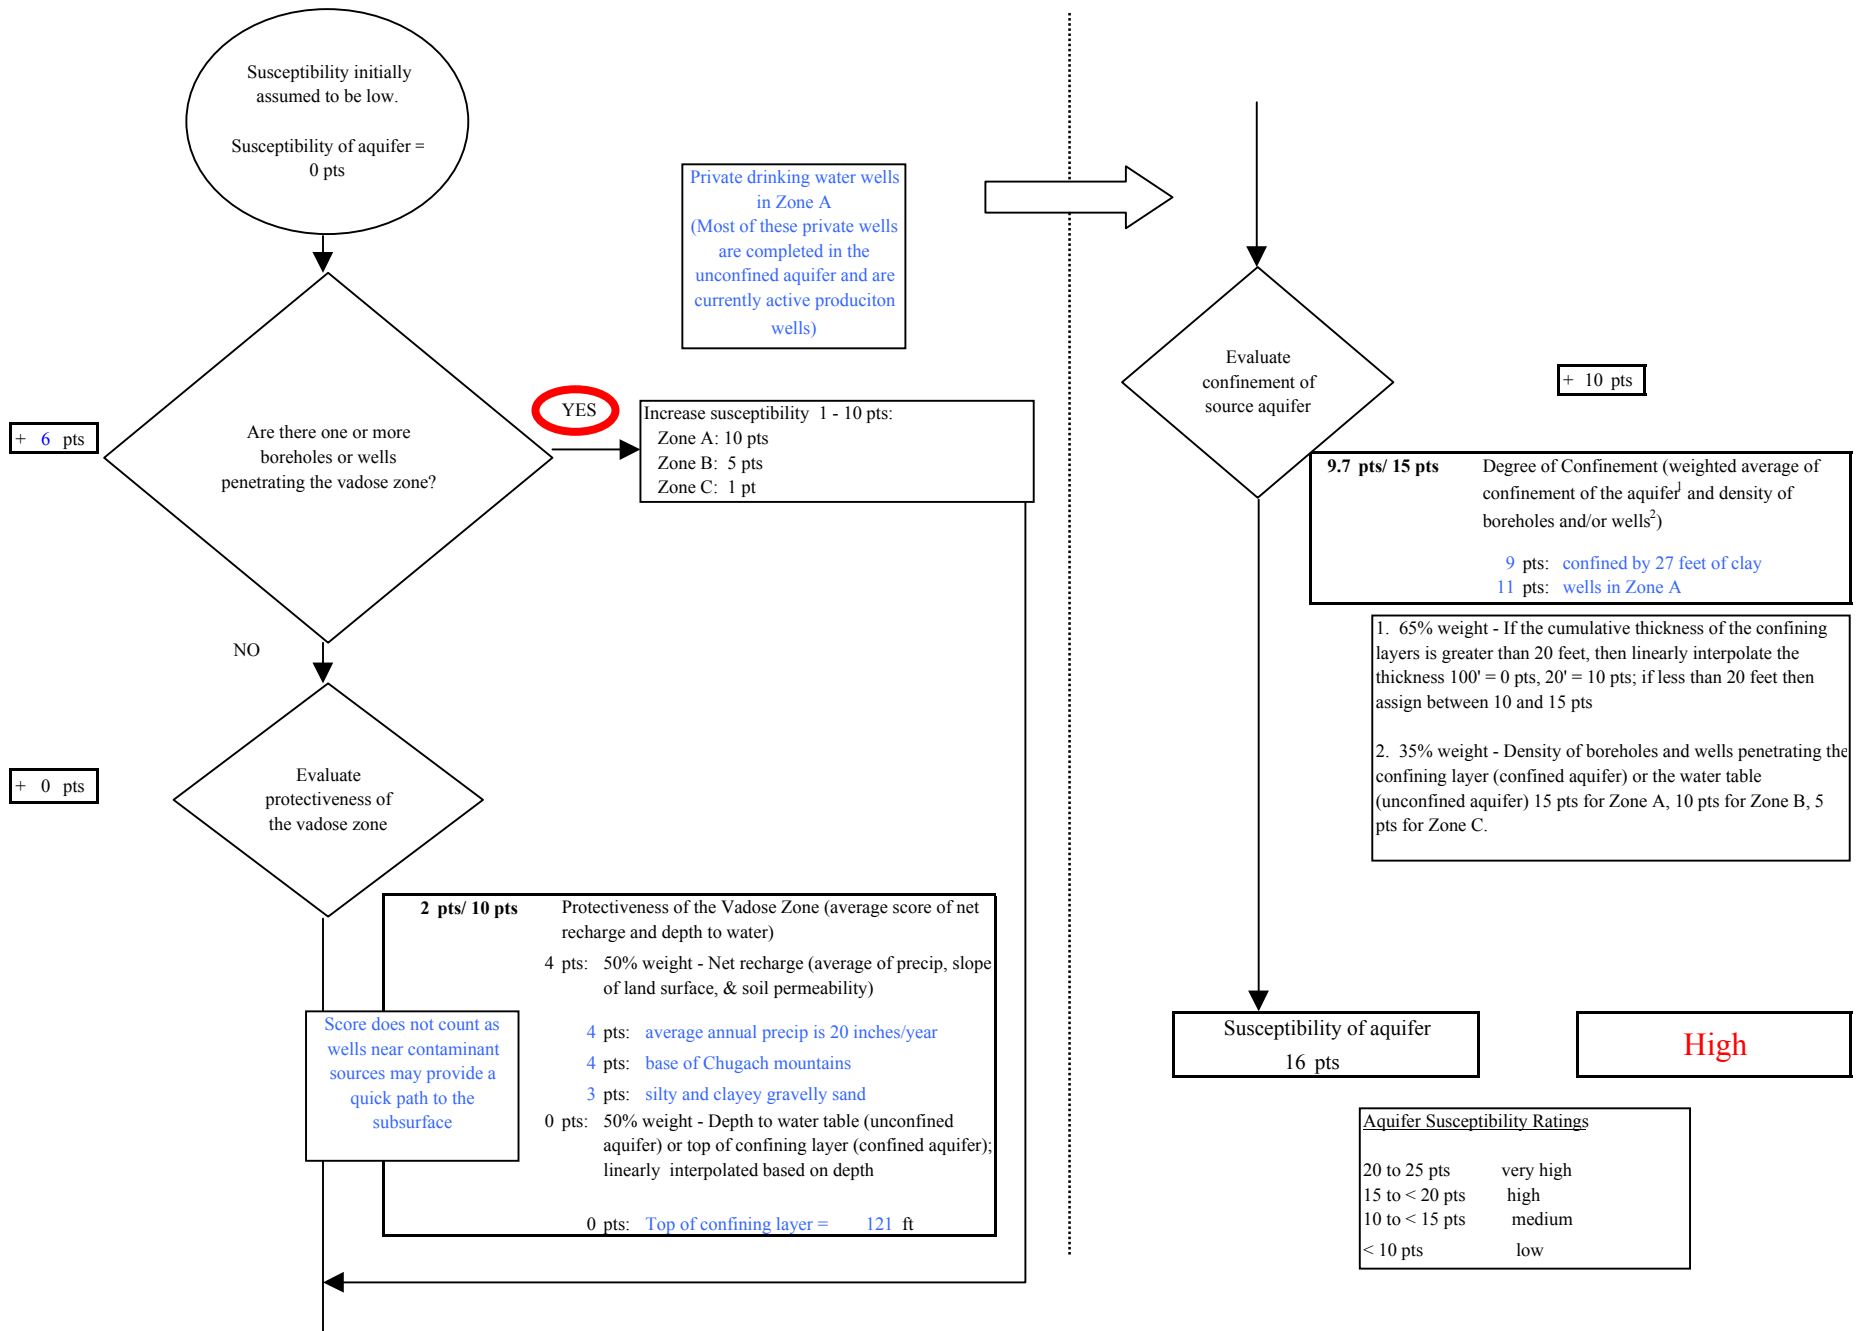 Susceptibility initially
assumed to be low.
Susceptibility of aquifer =
0 pts
Private drinking water wells
in Zone A
(Most of these private wells
are completed in the
unconfined aquifer and are
currently active produciton
wells)
YES
+ 6 pts
Are there one or more
boreholes or wells
penetrating the vadose zone?
Increase susceptibility 1 - 10 pts:
Zone A: 10 pts
Zone B: 5 pts
Zone C: 1 pt
NO
+ 0 pts
Evaluate
protectiveness of
the vadose zone
2 pts/ 10 pts
Protectiveness of the Vadose Zone (average score of net
recharge and depth to water)
4 pts: 50% weight - Net recharge (average of precip, slope
of land surface, & soil permeability)
4 pts: average annual precip is 20 inches/year
4 pts: base of Chugach mountains
3 pts: silty and clayey gravelly sand
0 pts: 50% weight - Depth to water table (unconfined
aquifer) or top of confining layer (confined aquifer);
linearly interpolated based on depth
0 pts: Top of confining layer = 121 ft
Score does not count as
wells near contaminant
sources may provide a
quick path to the
subsurface
Evaluate
confinement of
source aquifer
+ 10 pts
9.7 pts/ 15 pts
Degree of Confinement (weighted average of
confinement of the aquifer1 and density of
boreholes and/or wells2)
9 pts: confined by 27 feet of clay
11 pts: wells in Zone A
1. 65% weight - If the cumulative thickness of the confining
layers is greater than 20 feet, then linearly interpolate the
thickness 100' = 0 pts, 20' = 10 pts; if less than 20 feet then
assign between 10 and 15 pts
2. 35% weight - Density of boreholes and wells penetrating the
confining layer (confined aquifer) or the water table
(unconfined aquifer) 15 pts for Zone A, 10 pts for Zone B, 5
pts for Zone C.
Susceptibility of aquifer
16 pts
High
Aquifer Susceptibility Ratings
20 to 25 pts very high
15 to < 20 pts high
10 to < 15 pts medium
< 10 pts low